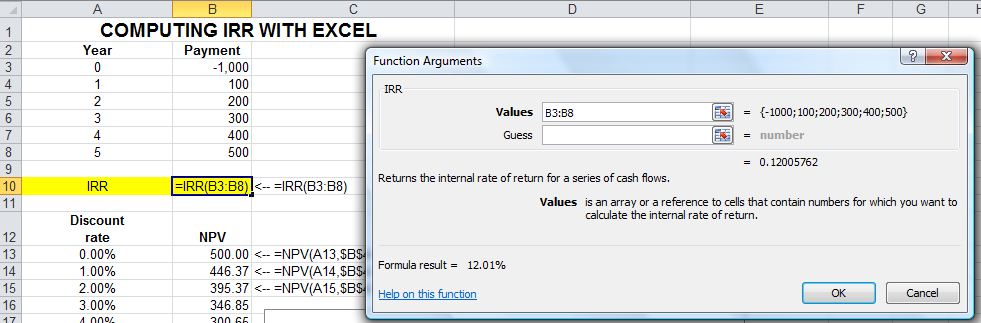 A B C D E F G H
1 COMPUTING IRR WITH EXCEL
2 Year Payment
3 0 -1,000
4 1 100
5 2 200
6 3 300
7 4 400
8 5 500
9
10 IRR =IRR(B3:B8) <-- =IRR(B3:B8)
11
Discount
12 rate NPV
13 0.00% 500.00 <-- =NPV(A13,$B$4
14 1.00% 446.37 <-- =NPV(A14,$B$4
15 2.00% 395.37 <-- =NPV(A15,$B$4
16 3.00% 346.85
17 4.00% 300.65
Function Arguments
IRR
Values B3:B8 = {-1000;100;200;300;400;500}
Guess = number
= 0.12005762
Returns the internal rate of return for a series of cash flows.
Values is an array or a reference to cells that contain numbers for which you want to
calculate the internal rate of return.
Formula result = 12.01%
Help on this function OK Cancel